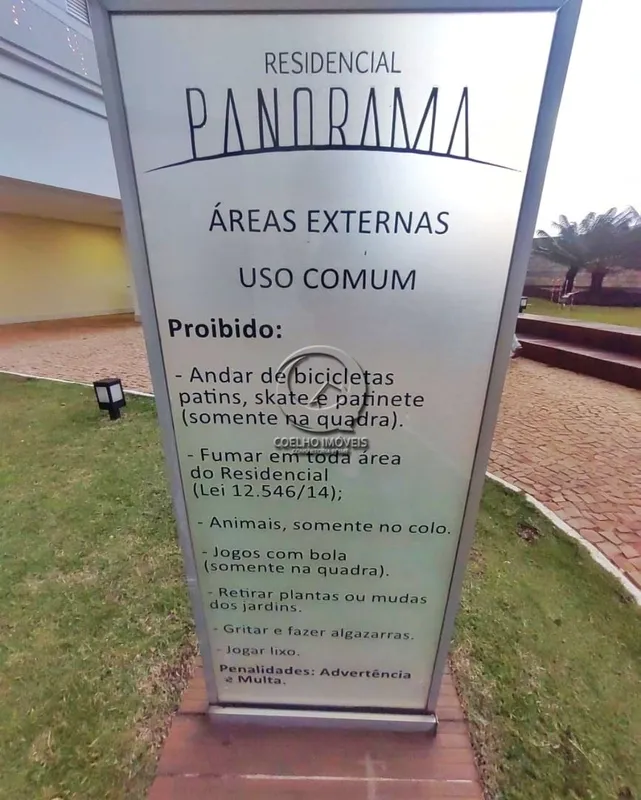 RESIDENCIAL
PANORAMA
ÁREAS EXTERNAS
USO COMUM
Proibido:
- Andar de bicicletas
patins, skate e patinete
(somente na quadra).
COELHO IMÓVEIS
- Fumar em toda área
do Residencial
(Lei 12.546/14);
- Animais, somente no colo.
- Jogos com bola
(somente na quadra).
- Retirar plantas ou mudas
dos jardins.
- Gritar e fazer algazarras.
- Jogar lixo.
Penalidades: Advertência
e Multa.